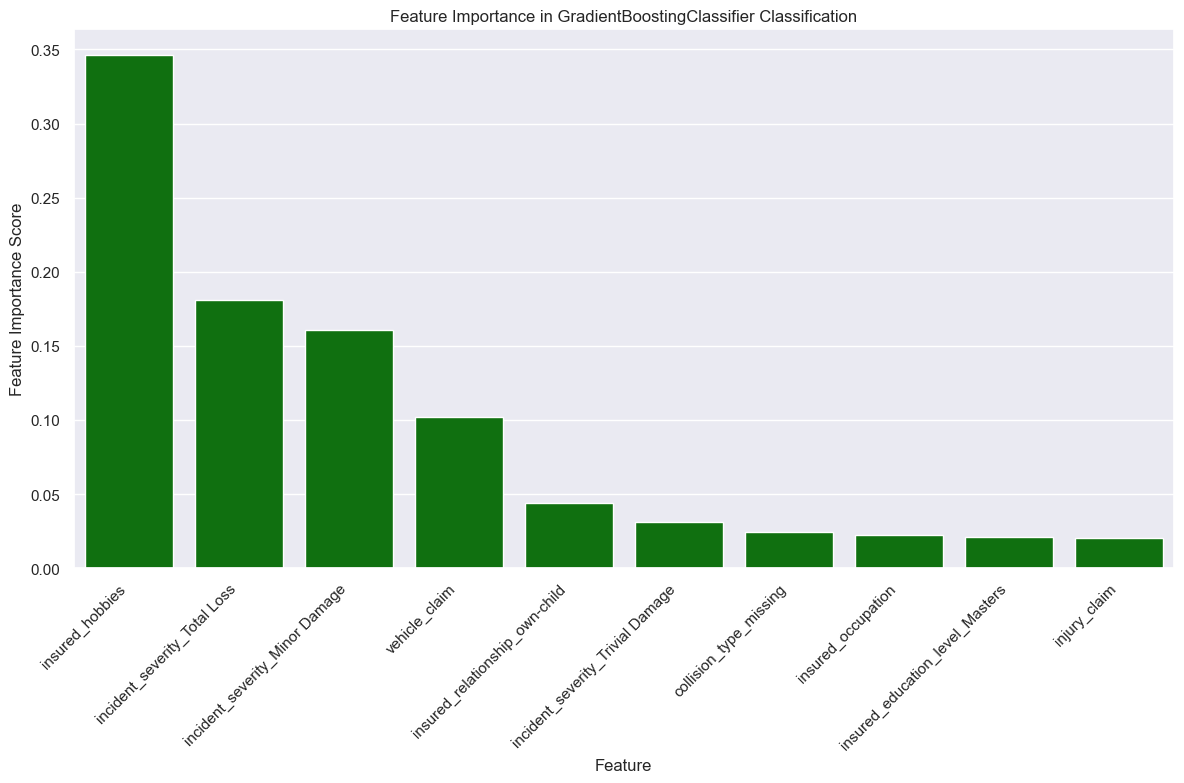 Feature Importance in GradientBoostingClassifier Classification
Feature Importance Score
0.35
0.30
0.25
0.20
0.15
0.10
0.05
0.00
insured_hobbies
incident_severity_Total Loss
incident_severity_Minor Damage
vehicle_claim
insured_relationship_own-child
incident_severity_Trivial Damage
collision_type_missing
insured_occupation
insured_education_level_Masters
injury_claim
Feature